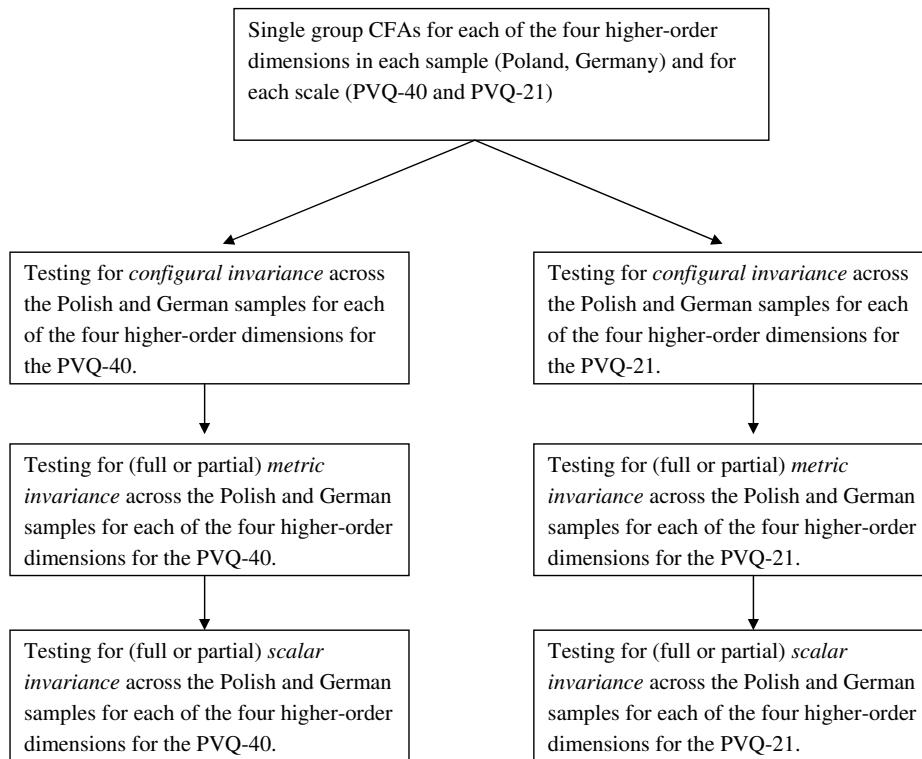 Single group CFAs for each of the four higher-order
dimensions in each sample (Poland, Germany) and for
each scale (PVQ-40 and PVQ-21)
Testing for configural invariance across
the Polish and German samples for each
of the four higher-order dimensions for
the PVQ-40.
Testing for configural invariance across
the Polish and German samples for each
of the four higher-order dimensions for
the PVQ-21.
Testing for (full or partial) metric
invariance across the Polish and German
samples for each of the four higher-order
dimensions for the PVQ-40.
Testing for (full or partial) metric
invariance across the Polish and German
samples for each of the four higher-order
dimensions for the PVQ-21.
Testing for (full or partial) scalar
invariance across the Polish and German
samples for each of the four higher-order
dimensions for the PVQ-40.
Testing for (full or partial) scalar
invariance across the Polish and German
samples for each of the four higher-order
dimensions for the PVQ-21.